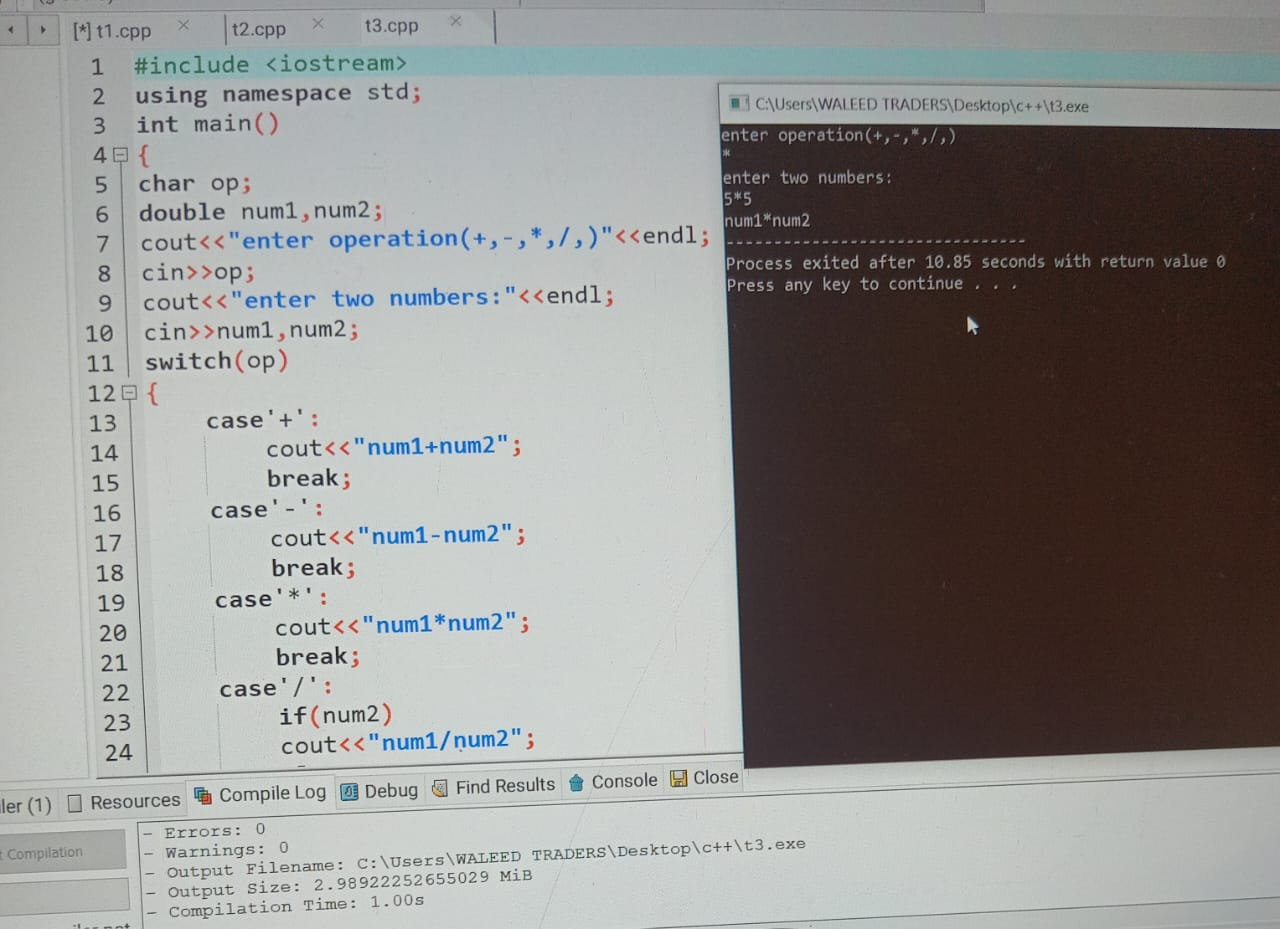 [*] t1.cpp
t2.cpp
t3.cpp
1 #include <iostream>
2 using namespace std;
3 int main()
4 {
5 char op;
6 double num1,num2;
7 cout<<"enter operation(+,-,*,/,)"<<endl;
8 cin>>op;
9 cout<<"enter two numbers:"<<endl;
10 cin>>num1,num2;
11 switch(op)
12 {
13 case'+':
14 cout<<"num1+num2";
15 break;
16 case'-':
17 cout<<"num1-num2";
18 break;
19 case'*':
20 cout<<"num1*num2";
21 break;
22 case'/':
23 if(num2)
24 cout<<"num1/num2";
C:\Users\WALEED TRADERS\Desktop\c++\t3.exe
enter operation(+,-,*,/,)
*
enter two numbers:
5*5
num1*num2
--------------------------------
Process exited after 10.85 seconds with return value 0
Press any key to continue . . .
ler (1)
Resources
Compile Log
Debug
Find Results
Console
Close
t Compilation
- Errors: 0
- Warnings: 0
- Output Filename: C:\Users\WALEED TRADERS\Desktop\c++\t3.exe
- Output Size: 2.98922252655029 MiB
- Compilation Time: 1.00s